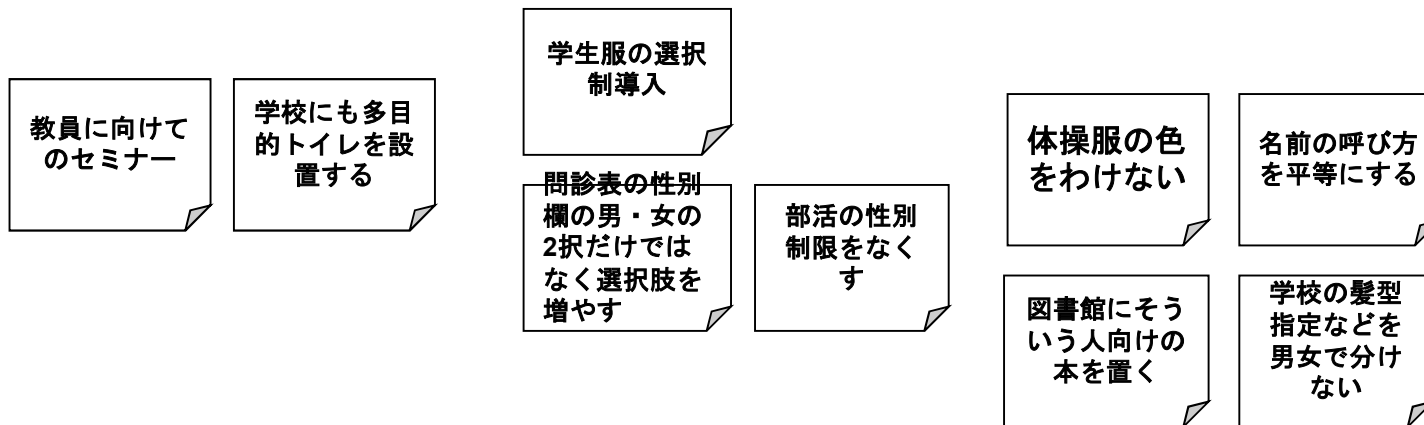 教員に向けて
のセミナー
学校にも多目
的トイレを設
置する
学生服の選択
制導入
問診表の性別
欄の男・女の
2択だけでは
なく選択肢を
増やす
部活の性別
制限をなく
す
体操服の色
をわけない
名前の呼び方
を平等にする
図書館にそう
いう人向けの
本を置く
学校の髪型
指定などを
男女で分け
ない